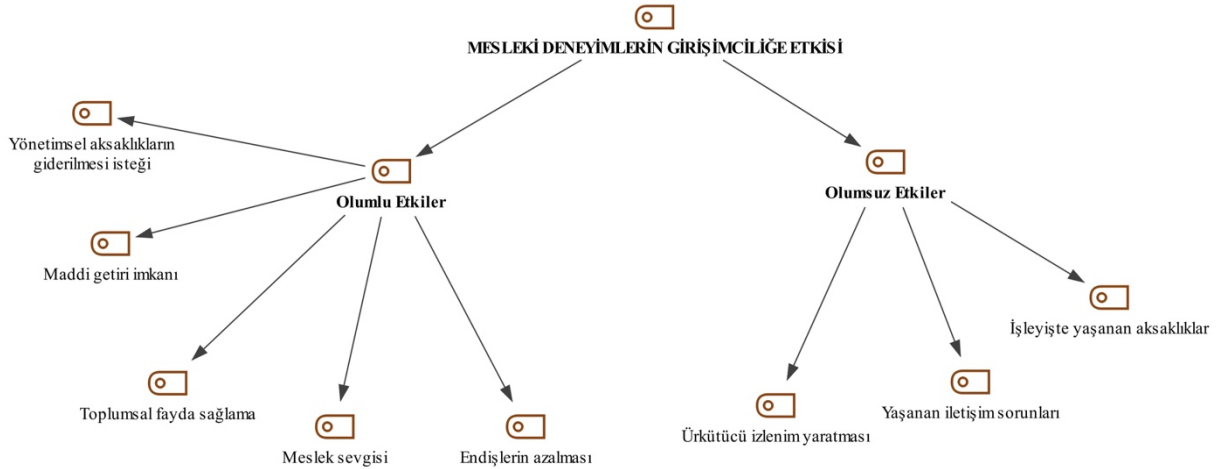 MESLEKİ DENEYİMLERİN GİRİŞİMCİLİĞE ETKİSİ
Yönetimsel aksaklıkların
giderilmesi isteği
Olumlu Etkiler
Olumsuz Etkiler
Maddi getiri imkanı
İşleyişte yaşanan aksaklıklar
Toplumsal fayda sağlama
Yaşanan iletişim sorunları
Ürkütücü izlenim yaratması
Meslek sevgisi
Endişlerin azalması